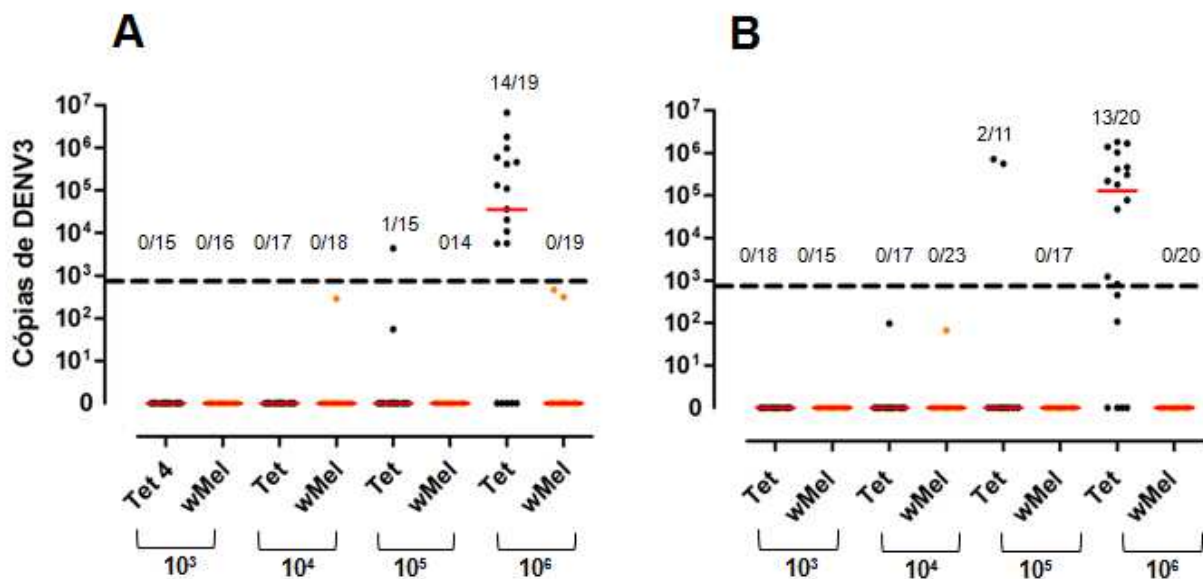 A
B
Cópias de DENV3
10⁷
10⁶
10⁵
10⁴
10³
10²
10¹
0
0/15
0/16
0/17
0/18
1/15
014
14/19
0/19
Tet 4
wMel
Tet
wMel
Tet
wMel
Tet
wMel
10³
10⁴
10⁵
10⁶
10⁷
10⁶
10⁵
10⁴
10³
10²
10¹
0
0/18
0/15
0/17
0/23
2/11
0/17
13/20
0/20
Tet
wMel
Tet
wMel
Tet
wMel
Tet
wMel
10³
10⁴
10⁵
10⁶